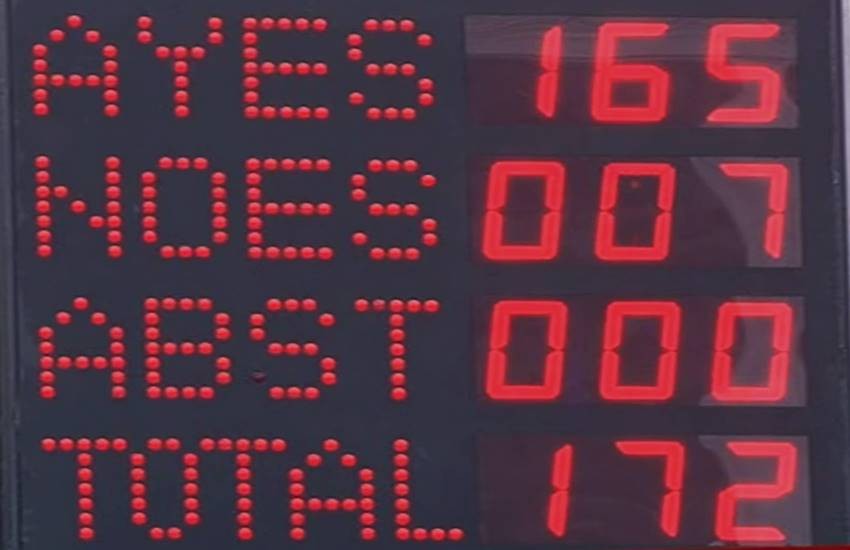 AYES 165
NOES 007
ABST 000
TOTAL 172